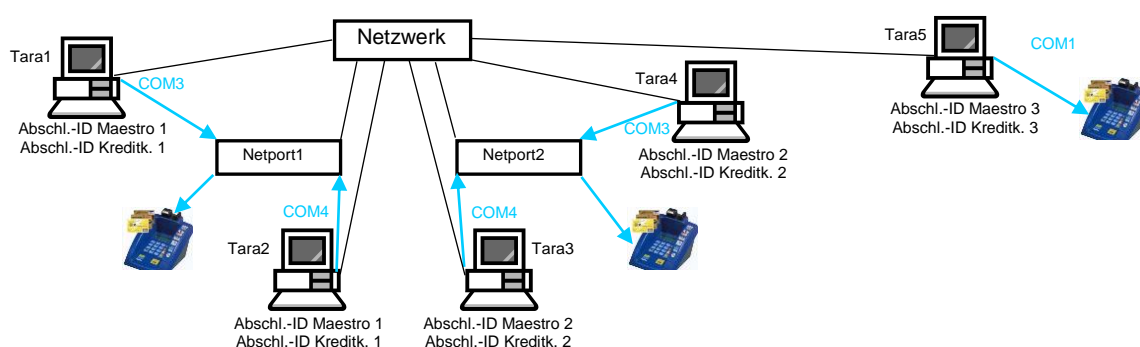 Netzwerk
Tara1
COM3
Abschl.-ID Maestro 1
Abschl.-ID Kreditk. 1
Netport1
COM4
Tara2
Abschl.-ID Maestro 1
Abschl.-ID Kreditk. 1
Netport2
COM4
Tara3
Abschl.-ID Maestro 2
Abschl.-ID Kreditk. 2
Tara4
COM3
Abschl.-ID Maestro 2
Abschl.-ID Kreditk. 2
Tara5
COM1
Abschl.-ID Maestro 3
Abschl.-ID Kreditk. 3